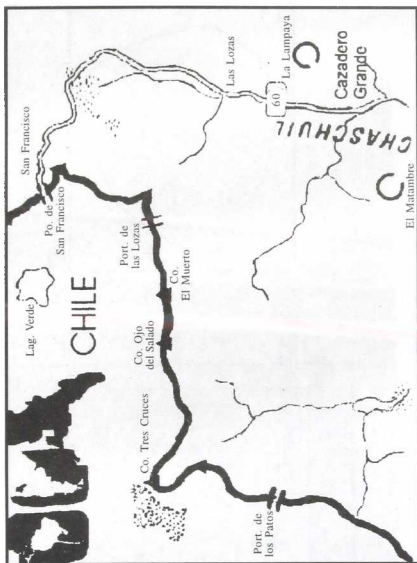 San Francisco
Po. de
San Francisco
Lag. Verde
CHILE
Las Lozas
60
La Lampaya
Cazadero
Grande
CHASCHUIL
El Matambre
Port. de
las Lozas
Co.
El Muerto
Co. Ojo
del Salado
Co. Tres Cruces
Port. de
los Patos